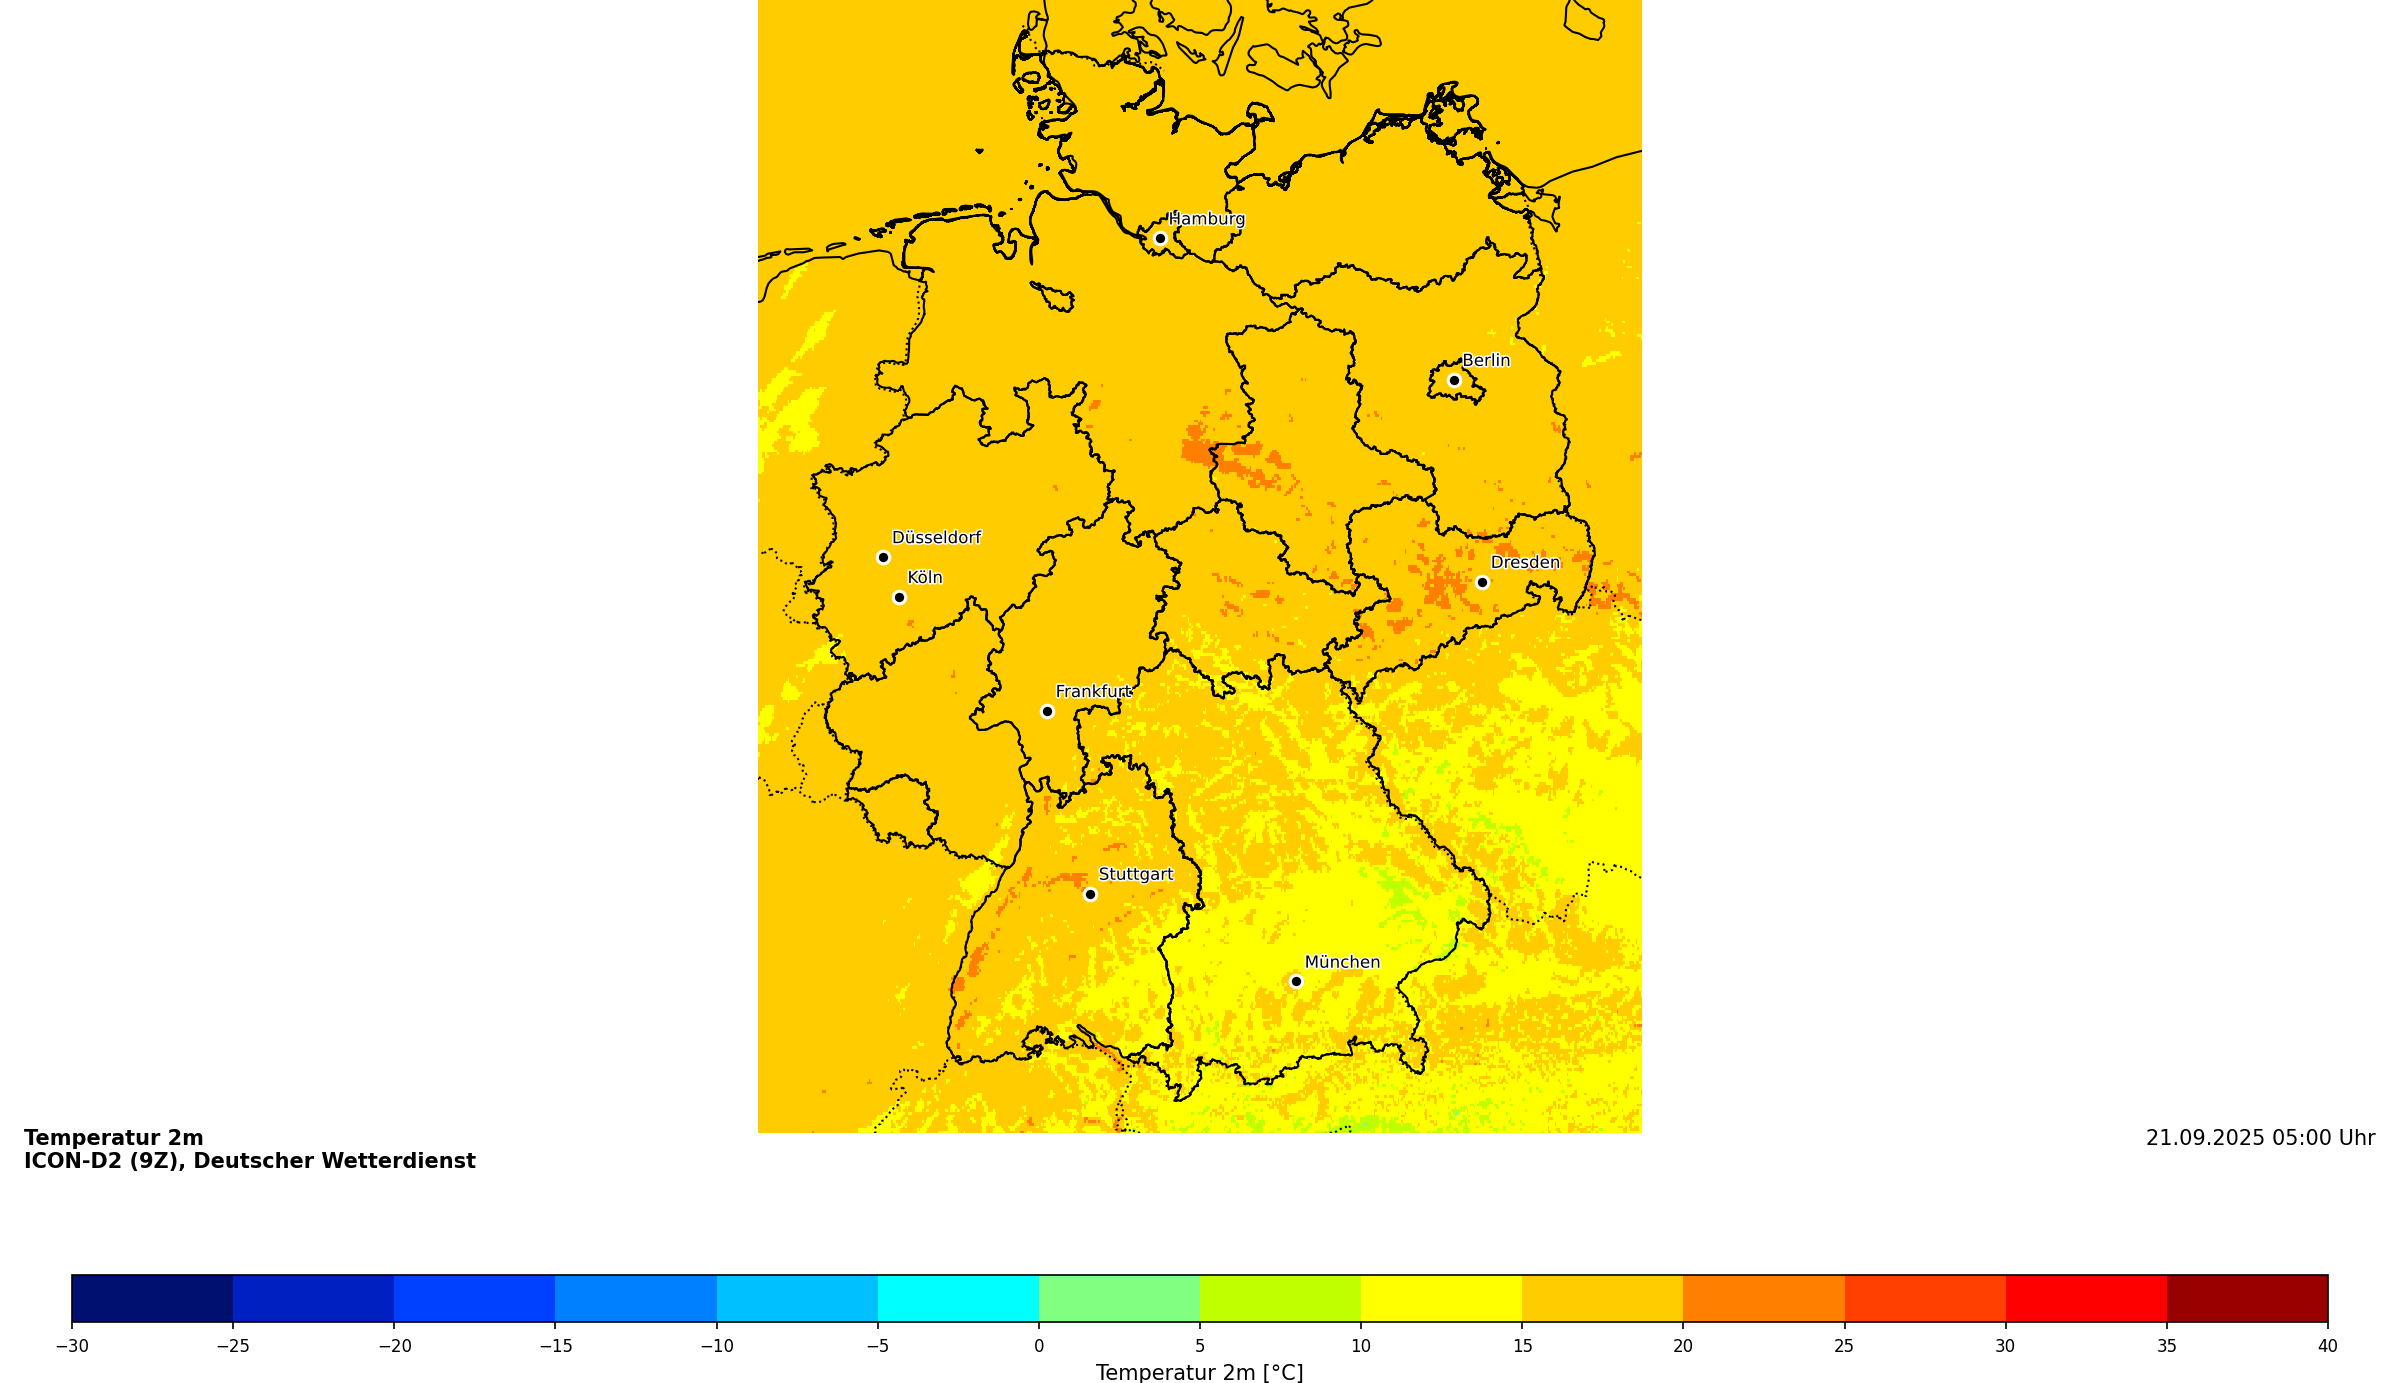 Hamburg
Berlin
Düsseldorf
Dresden
Köln
Frankfurt
Stuttgart
München
Temperatur 2m
21.09.2025 05:00 Uhr
ICON-D2 (9Z), Deutscher Wetterdienst
−30 −25 −20 −15 −10 −5 0 5 10 15 20 25 30 35 40
Temperatur 2m [°C]